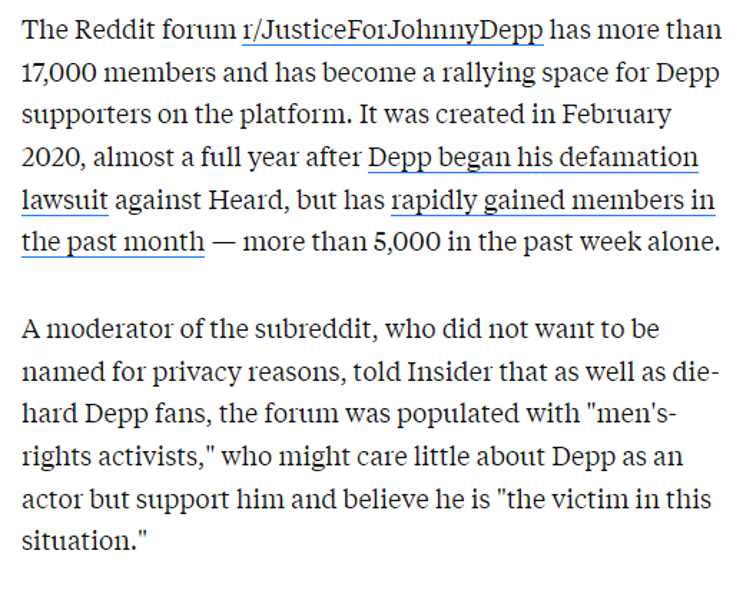 The Reddit forum r/JusticeForJohnnyDepp has more than
17,000 members and has become a rallying space for Depp
supporters on the platform. It was created in February
2020, almost a full year after Depp began his defamation
lawsuit against Heard, but has rapidly gained members in
the past month — more than 5,000 in the past week alone.
A moderator of the subreddit, who did not want to be
named for privacy reasons, told Insider that as well as die-
hard Depp fans, the forum was populated with "men's-
rights activists," who might care little about Depp as an
actor but support him and believe he is "the victim in this
situation."